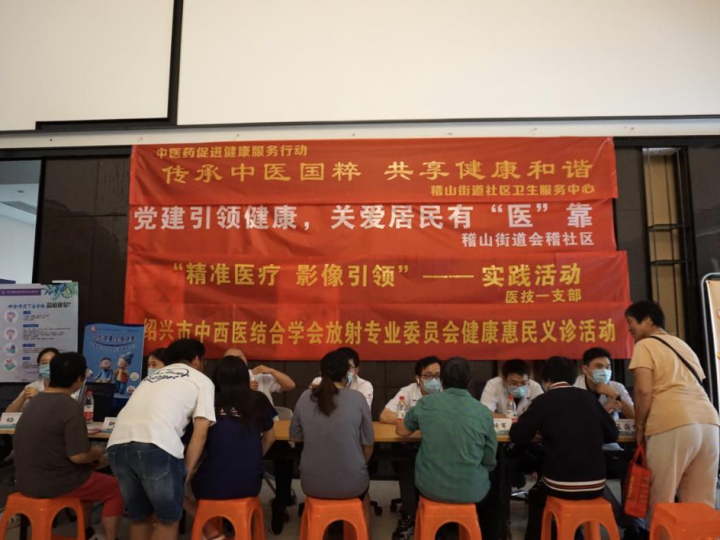 中医药促进健康服务行动
传承中医国粹 共享健康和谐
稽山街道社区卫生服务中心
党建引领健康，关爱居民有“医”靠
稽山街道会稽社区
“精准医疗 影像引领”——实践活动
医技一支部
绍兴市中西医结合学会放射专业委员会健康惠民义诊活动